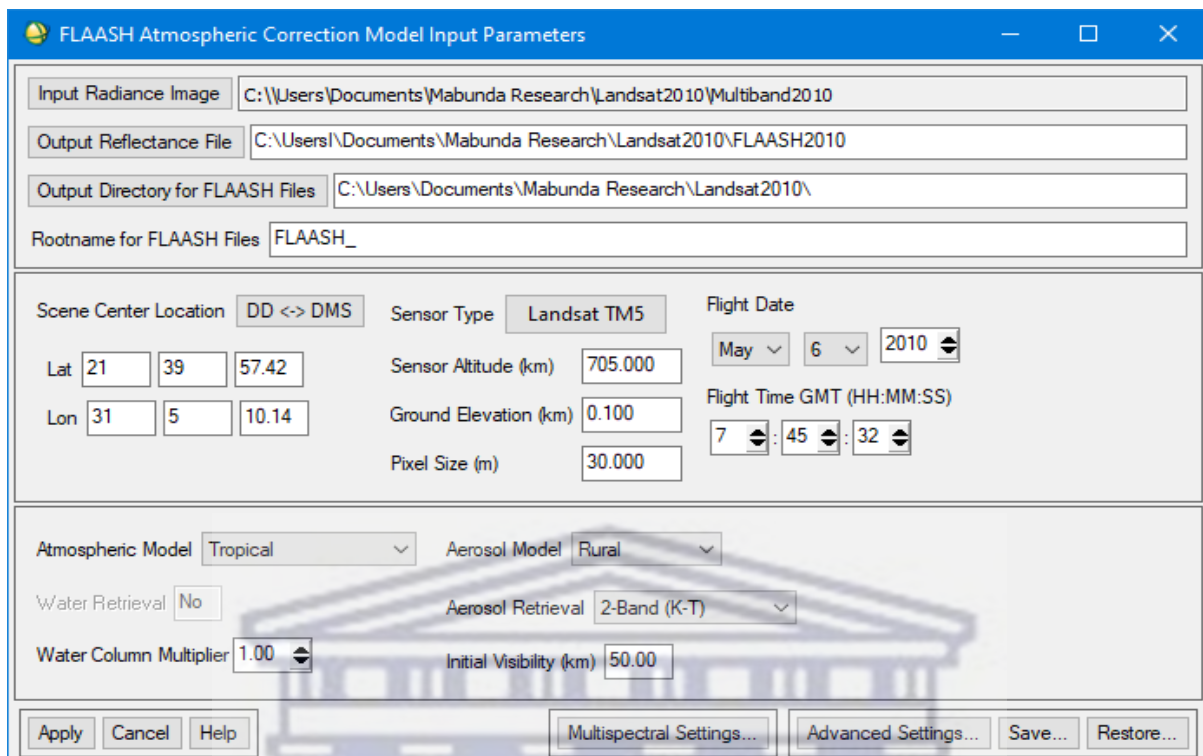 FLAASH Atmospheric Correction Model Input Parameters
Input Radiance Image C:\\Users\Documents\Mabunda Research\Landsat2010\Multiband2010
Output Reflectance File C:\Usersl\Documents\Mabunda Research\Landsat2010\FLAASH2010
Output Directory for FLAASH Files C:\Users\Documents\Mabunda Research\Landsat2010\
Rootname for FLAASH Files FLAASH_
Scene Center Location DD <-> DMS
Lat 21 39 57.42
Lon 31 5 10.14
Sensor Type Landsat TM5
Sensor Altitude (km) 705.000
Ground Elevation (km) 0.100
Pixel Size (m) 30.000
Flight Date
May 6 2010
Flight Time GMT (HH:MM:SS)
7 : 45 : 32
Atmospheric Model Tropical
Water Retrieval No
Water Column Multiplier 1.00
Aerosol Model Rural
Aerosol Retrieval 2-Band (K-T)
Initial Visibility (km) 50.00
Apply Cancel Help Multispectral Settings... Advanced Settings... Save... Restore...